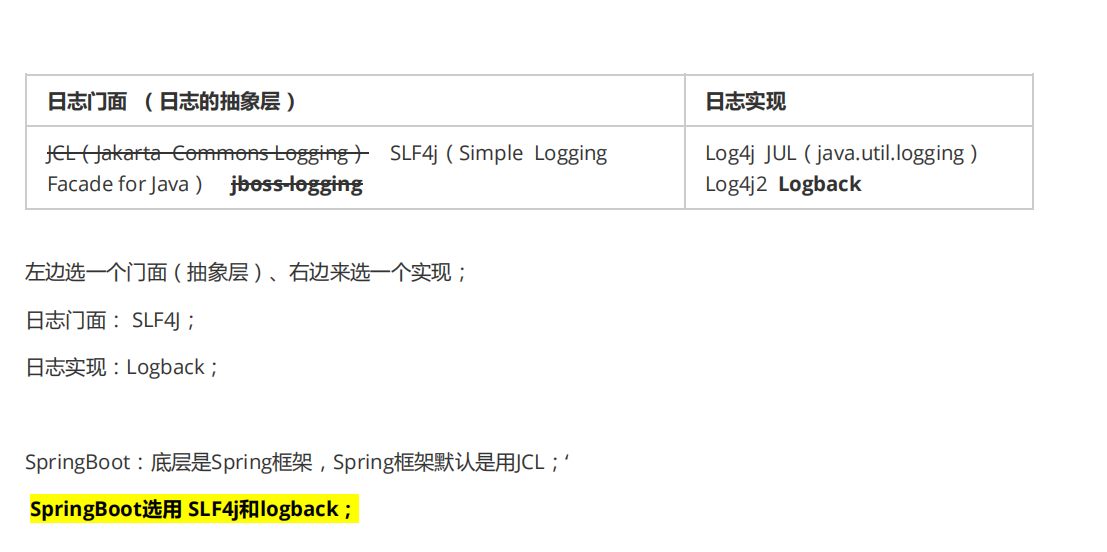 日志门面 （日志的抽象层） 日志实现
JCL（Jakarta Commons Logging） SLF4j（Simple Logging
Facade for Java） jboss-logging
Log4j JUL（java.util.logging）
Log4j2 Logback
左边选一个门面（抽象层）、右边来选一个实现；
日志门面： SLF4J；
日志实现：Logback；
SpringBoot：底层是Spring框架，Spring框架默认是用JCL；‘
SpringBoot选用 SLF4j和logback；